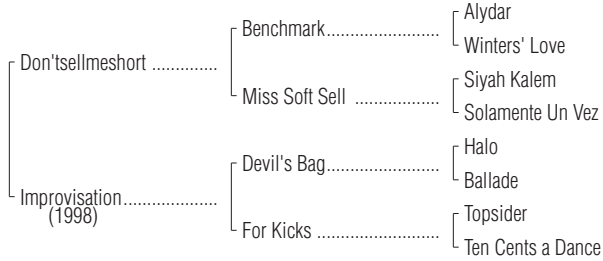 Alydar
Benchmark......................
Winters' Love
Don'tsellmeshort .............
Siyah Kalem
Miss Soft Sell .................
Solamente Un Vez
Halo
Devil's Bag......................
Ballade
Improvisation..................
(1998)
Topsider
For Kicks ........................
Ten Cents a Dance